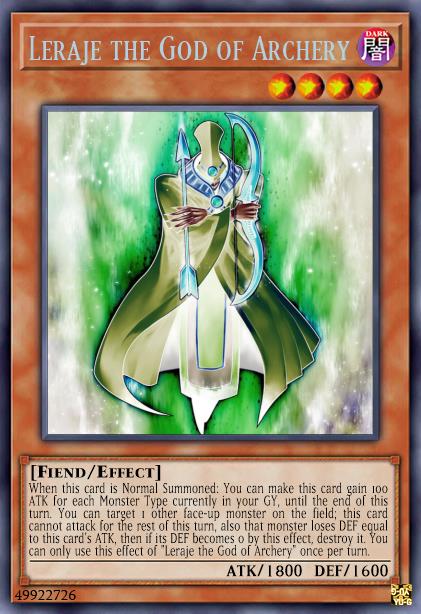 Leraje the God of Archery
DARK
闇
[Fiend/Effect]
When this card is Normal Summoned: You can make this card gain 100
ATK for each Monster Type currently in your GY, until the end of this
turn. You can target 1 other face-up monster on the field; this card
cannot attack for the rest of this turn, also that monster loses DEF equal
to this card's ATK, then if its DEF becomes 0 by this effect, destroy it. You
can only use this effect of "Leraje the God of Archery" once per turn.
ATK/1800 DEF/1600
49922726